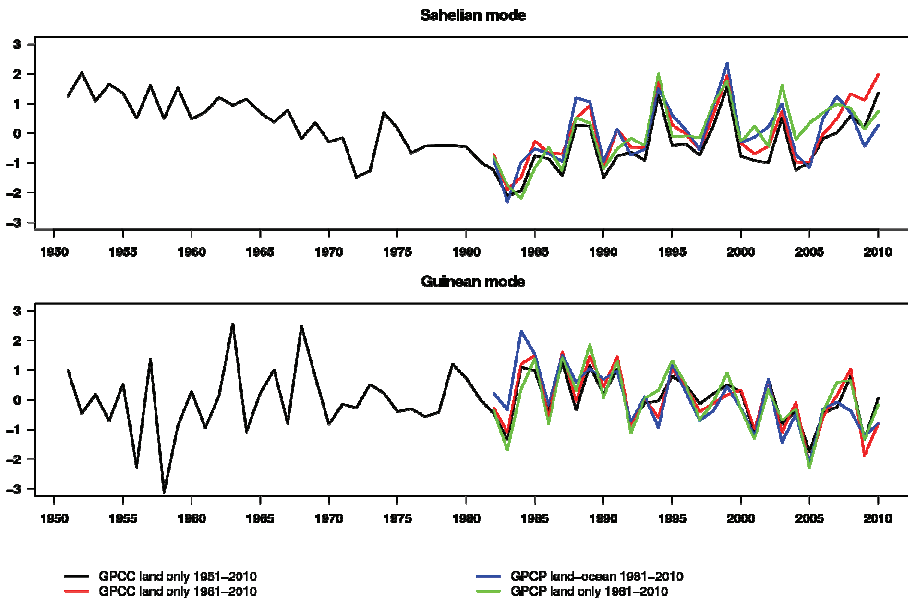 Sahelian mode
3
2
1
0
−1
−2
−3
1950 1955 1960 1965 1970 1975 1980 1985 1990 1995 2000 2005 2010
Guinean mode
3
2
1
0
−1
−2
−3
1950 1955 1960 1965 1970 1975 1980 1985 1990 1995 2000 2005 2010
GPCC land only 1951−2010
GPCC land only 1981−2010
GPCP land−ocean 1981−2010
GPCP land only 1981−2010